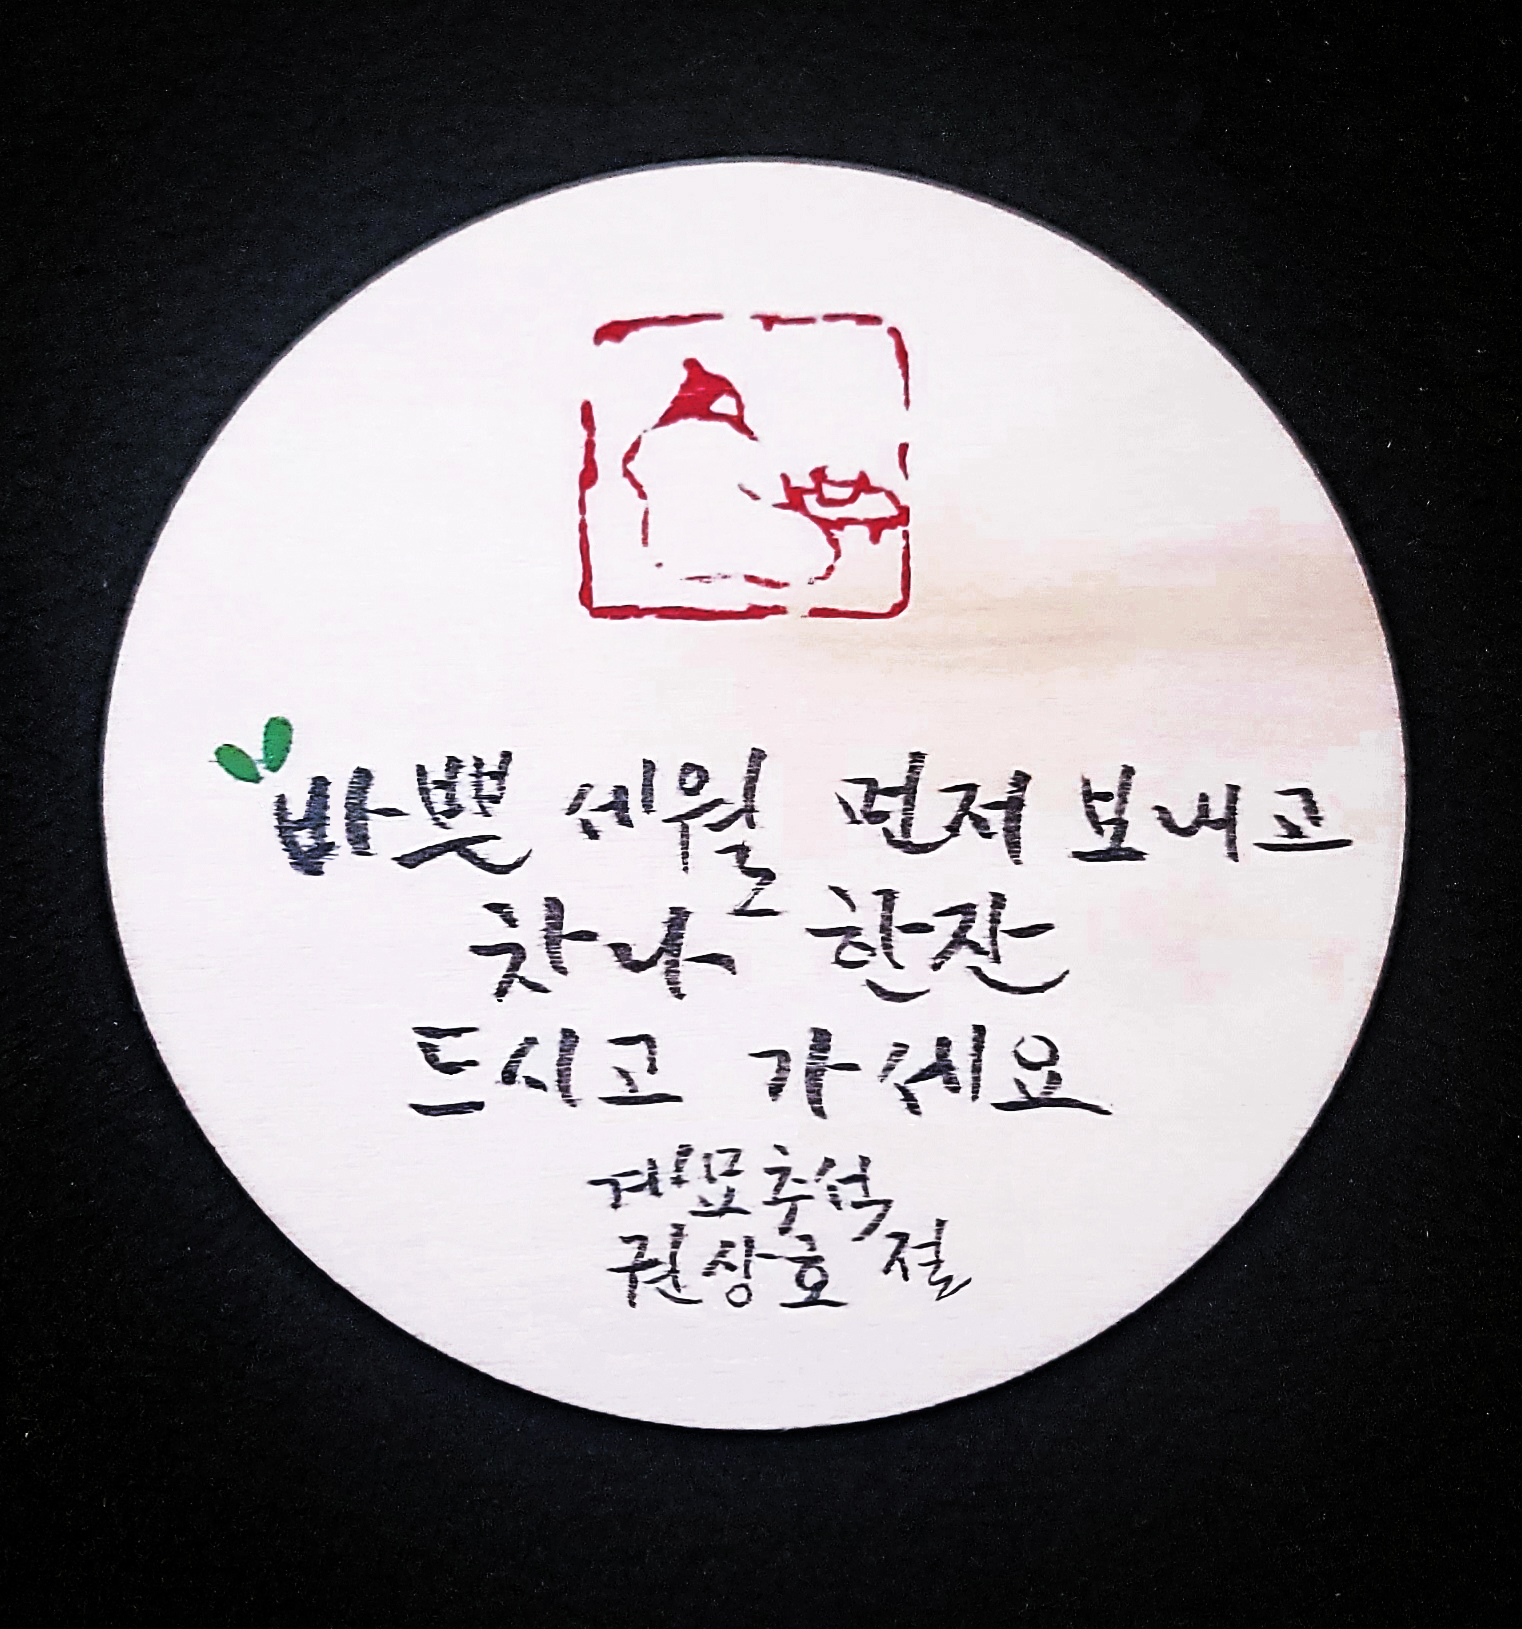 바쁜 세월 먼저 보내고
차나 한잔
드시고 가세요
계묘추석
권상호 절